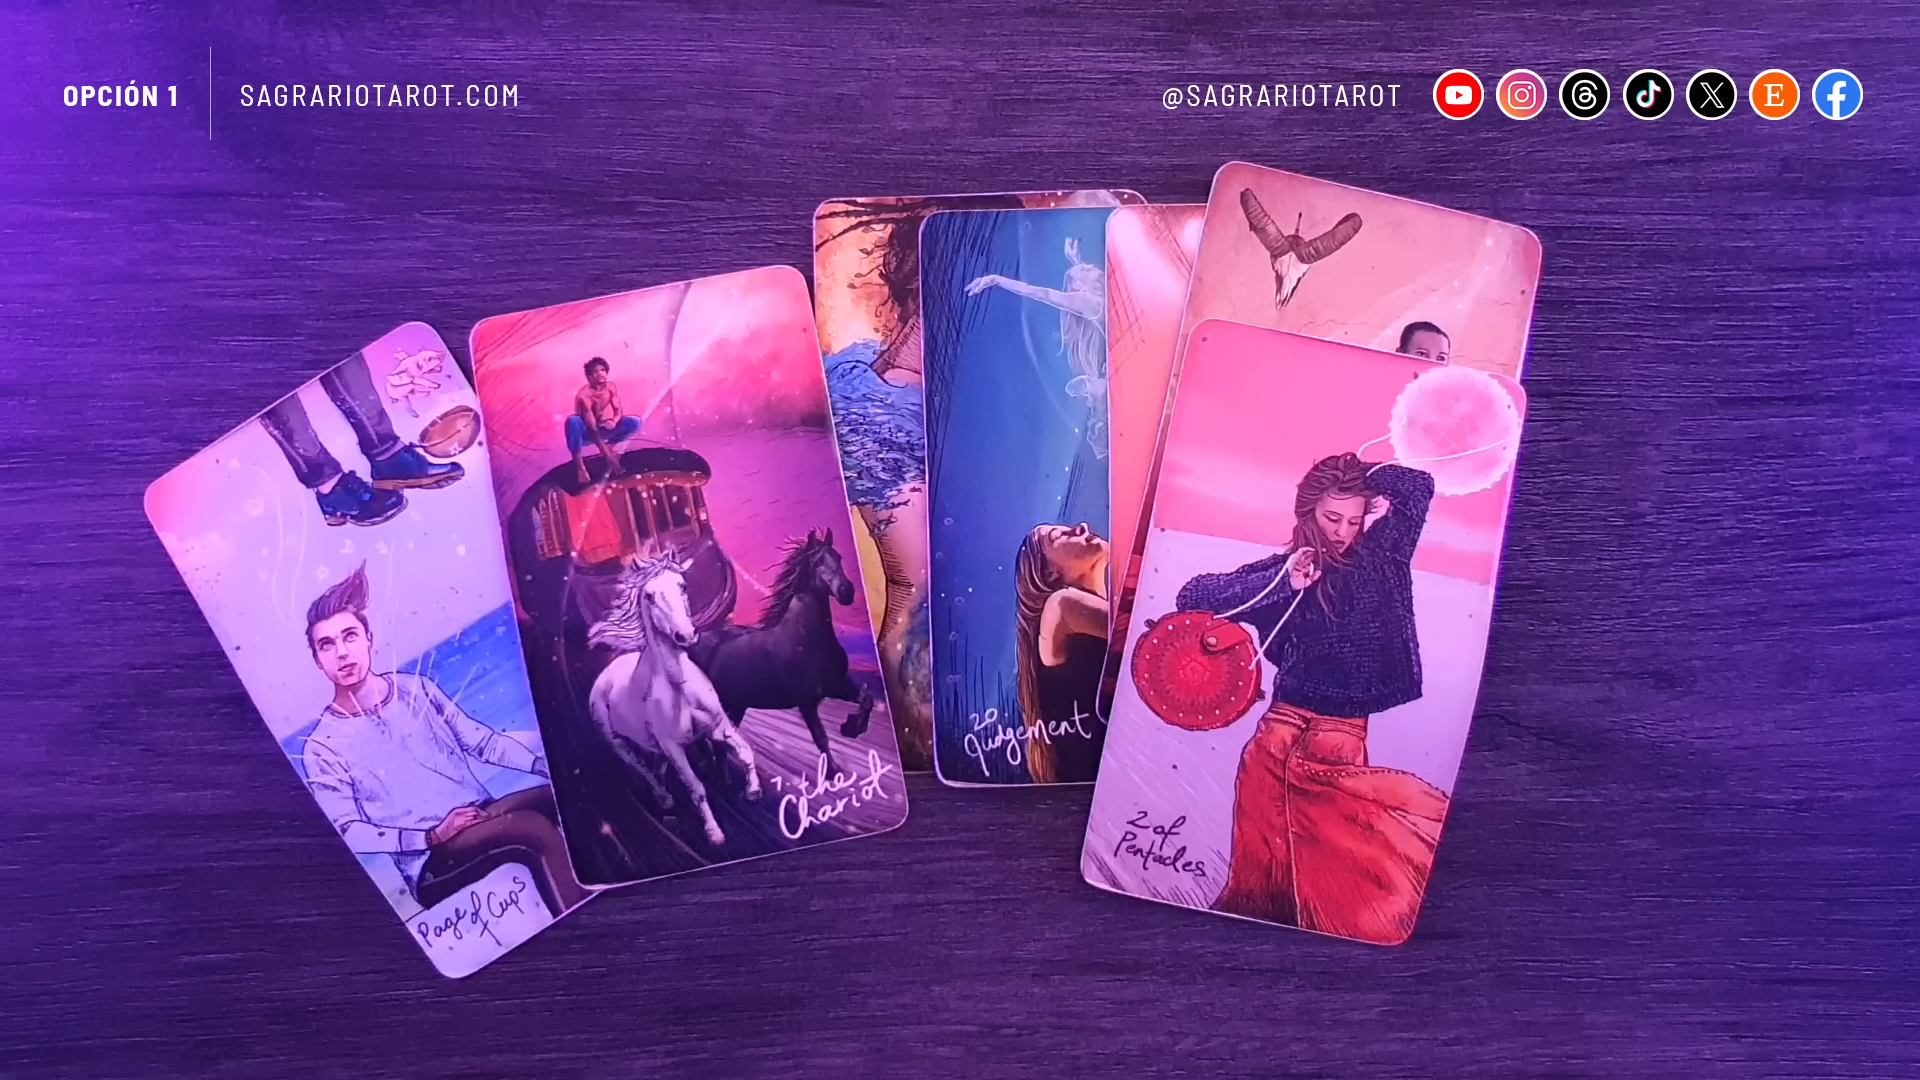 OPCIÓN 1
SAGRARIOTAROT.COM
@SAGRARIOTAROT
E
Page of Cups
7. the
Chariot
20
Judgement
2 of
Pentacles